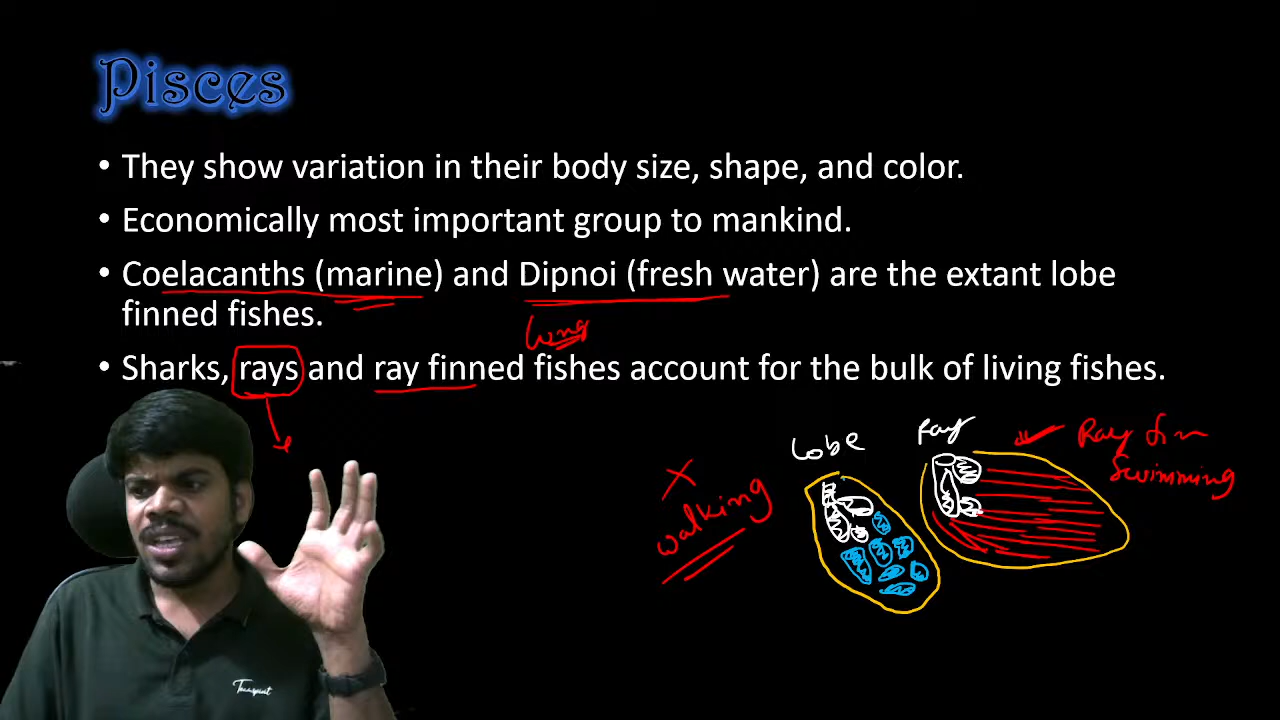 Pisces
• They show variation in their body size, shape, and color.
• Economically most important group to mankind.
• Coelacanths (marine) and Dipnoi (fresh water) are the extant lobe
finned fishes.
lung
• Sharks, rays and ray finned fishes account for the bulk of living fishes.
Lobe
Ray
Ray fin
Swimming
X
walking